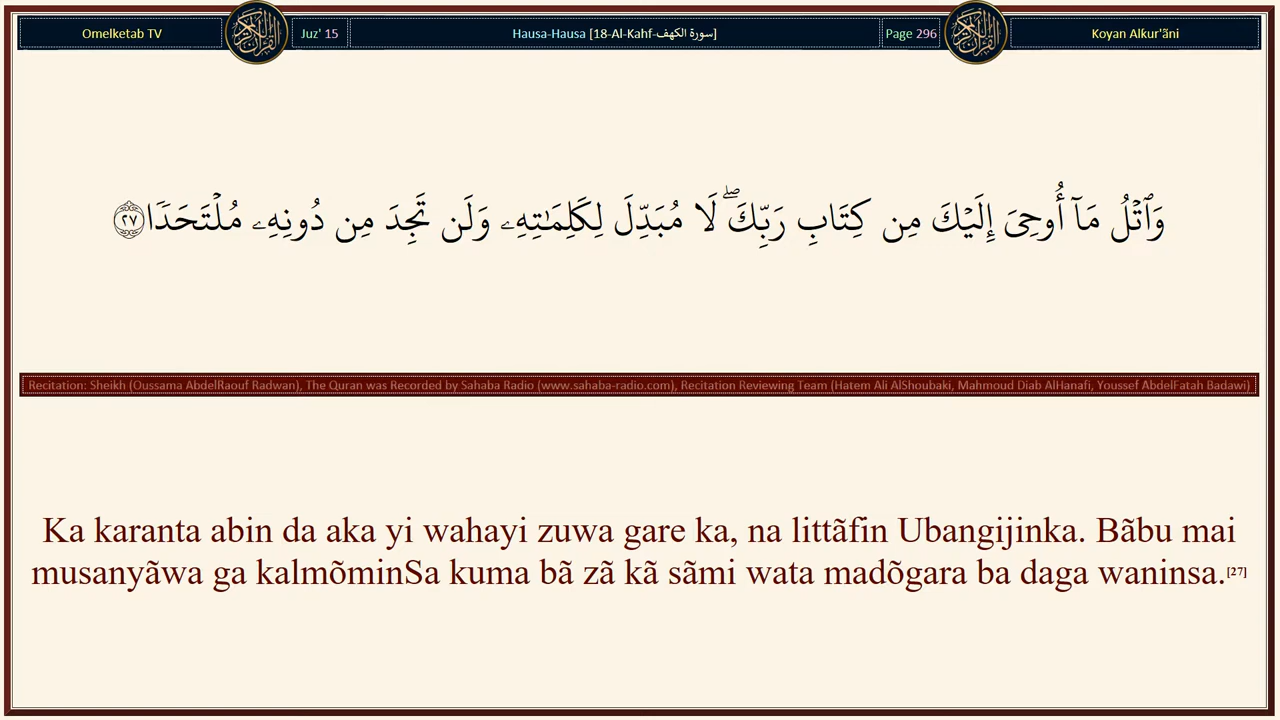 Omelketab TV
Juz' 15
Hausa-Hausa [18-Al-Kahf-سورة الكهف]
Page 296
Koyan Alƙur'ãni
وَٱتۡلُ مَآ أُوحِيَ إِلَيۡكَ مِن كِتَابِ رَبِّكَۖ لَا مُبَدِّلَ لِكَلِمَٰتِهِۦ وَلَن تَجِدَ مِن دُونِهِۦ مُلۡتَحَدٗا ٢٧
Recitation: Sheikh (Oussama AbdelRaouf Radwan), The Quran was Recorded by Sahaba Radio (www.sahaba-radio.com), Recitation Reviewing Team (Hatem Ali AlShoubaki, Mahmoud Diab AlHanafi, Youssef AbdelFatah Badawi)
Ka karanta abin da aka yi wahayi zuwa gare ka, na littãfin Ubangijinka. Bãbu mai
musanyãwa ga kalmõminSa kuma bã zã kã sãmi wata madõgara ba daga waninsa.[27]